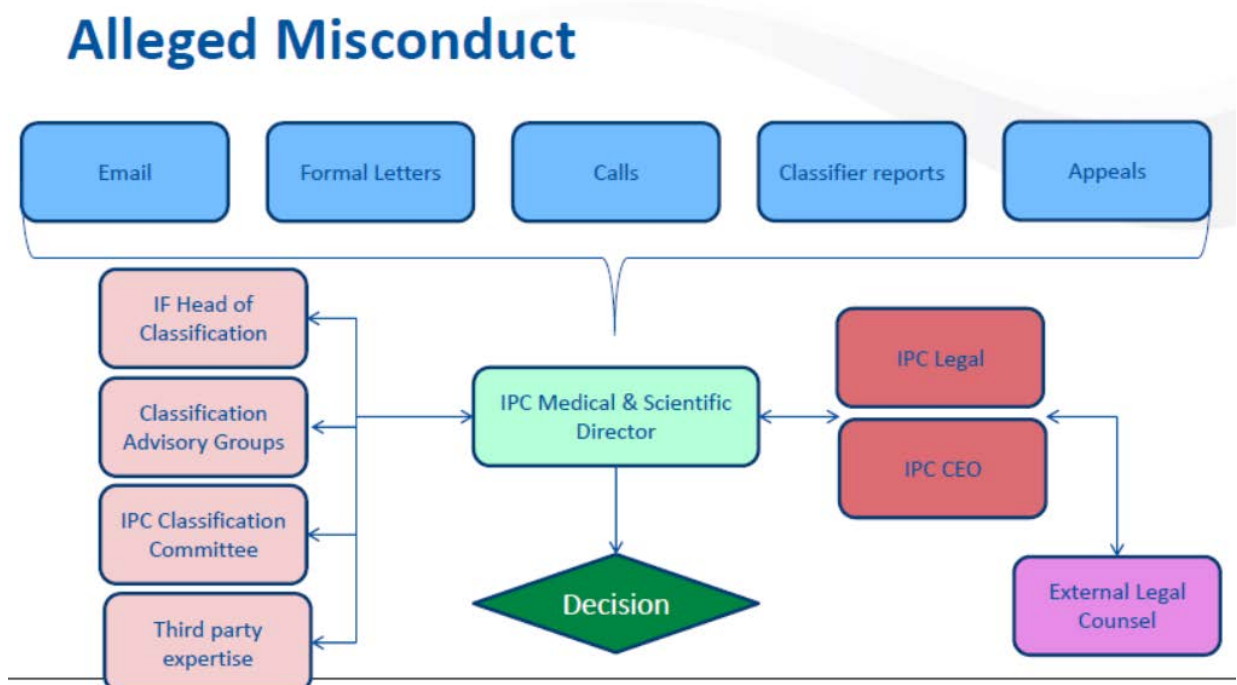 Alleged Misconduct
Email
Formal Letters
Calls
Classifier reports
Appeals
IF Head of
Classification
Classification
Advisory Groups
IPC Classification
Committee
Third party
expertise
IPC Medical & Scientific
Director
Decision
IPC Legal
IPC CEO
External Legal
Counsel